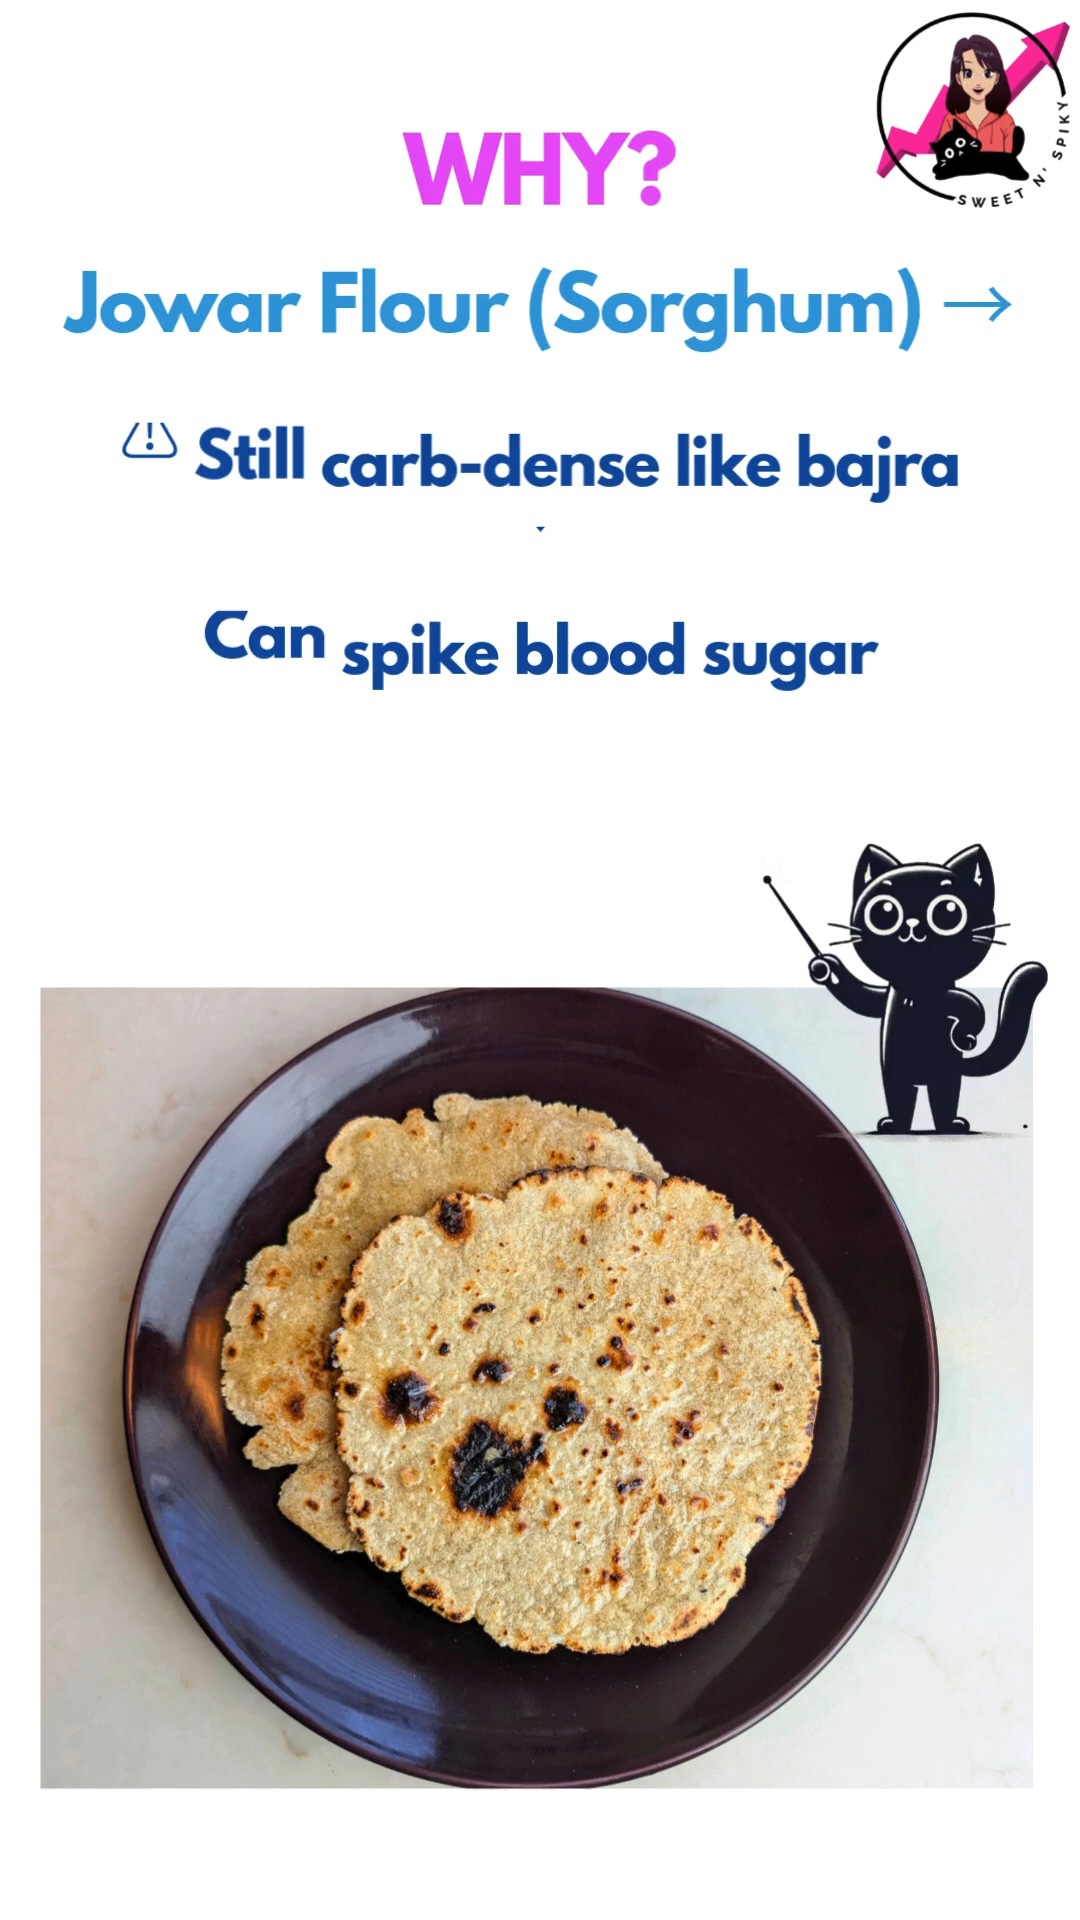 SWEET N' SPIKY
WHY?
Jowar Flour (Sorghum) →
⚠ Still carb-dense like bajra
Can spike blood sugar